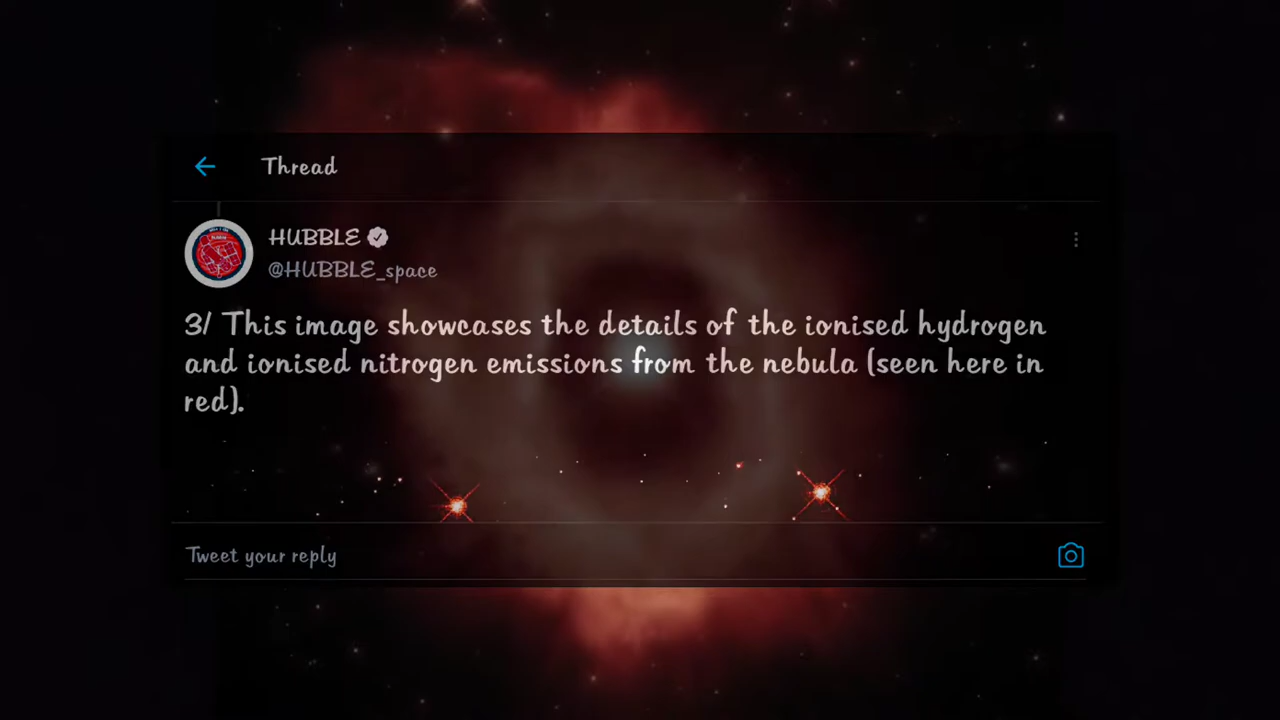 Thread
HUBBLE
@HUBBLE_space
3/ This image showcases the details of the ionised hydrogen
and ionised nitrogen emissions from the nebula (seen here in
red).
Tweet your reply